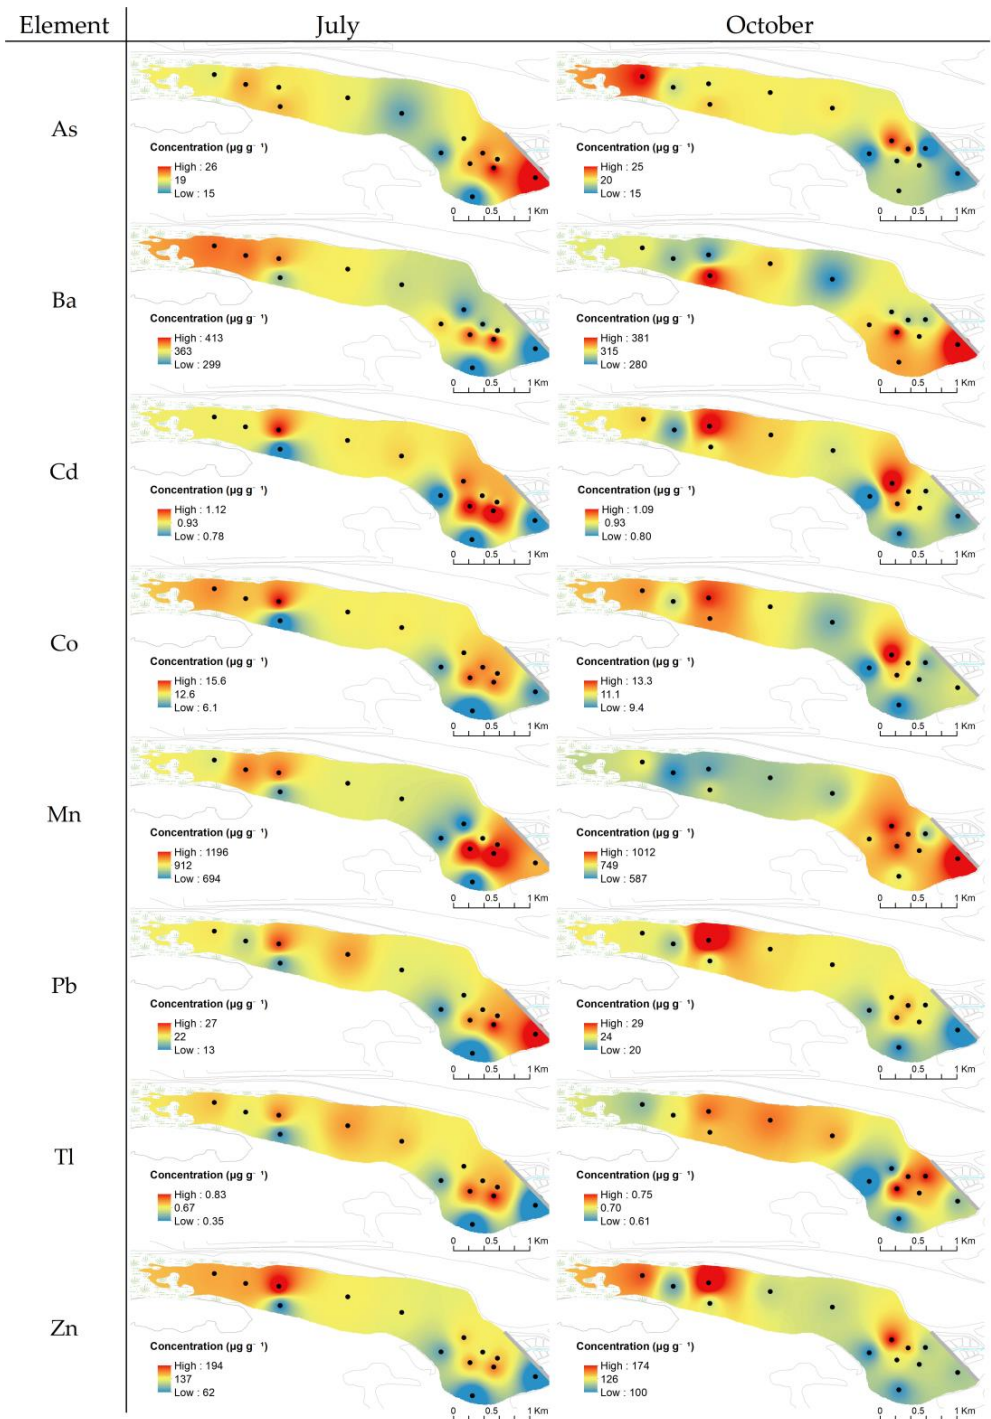 Element July October
As
Concentration (µg g⁻¹)
High : 26
19
Low : 15
0 0.5 1 Km
Concentration (µg g⁻¹)
High : 25
20
Low : 15
0 0.5 1 Km
Ba
Concentration (µg g⁻¹)
High : 413
363
Low : 299
0 0.5 1 Km
Concentration (µg g⁻¹)
High : 381
315
Low : 280
0 0.5 1 Km
Cd
Concentration (µg g⁻¹)
High : 1.12
0.93
Low : 0.78
0 0.5 1 Km
Concentration (µg g⁻¹)
High : 1.09
0.93
Low : 0.80
0 0.5 1 Km
Co
Concentration (µg g⁻¹)
High : 15.6
12.6
Low : 6.1
0 0.5 1 Km
Concentration (µg g⁻¹)
High : 13.3
11.1
Low : 9.4
0 0.5 1 Km
Mn
Concentration (µg g⁻¹)
High : 1196
912
Low : 694
0 0.5 1 Km
Concentration (µg g⁻¹)
High : 1012
749
Low : 587
0 0.5 1 Km
Pb
Concentration (µg g⁻¹)
High : 27
22
Low : 13
0 0.5 1 Km
Concentration (µg g⁻¹)
High : 29
24
Low : 20
0 0.5 1 Km
Tl
Concentration (µg g⁻¹)
High : 0.83
0.67
Low : 0.35
0 0.5 1 Km
Concentration (µg g⁻¹)
High : 0.75
0.70
Low : 0.61
0 0.5 1 Km
Zn
Concentration (µg g⁻¹)
High : 194
137
Low : 62
0 0.5 1 Km
Concentration (µg g⁻¹)
High : 174
126
Low : 100
0 0.5 1 Km